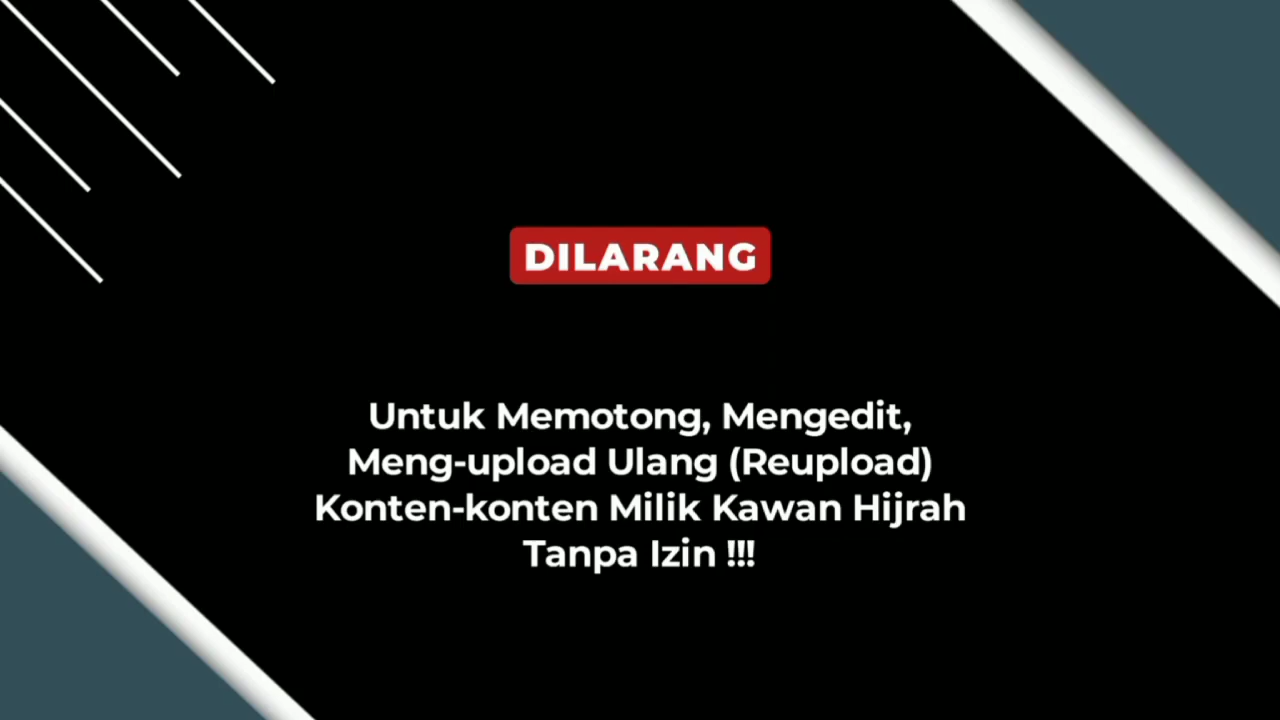 DILARANG
Untuk Memotong, Mengedit,
Meng-upload Ulang (Reupload)
Konten-konten Milik Kawan Hijrah
Tanpa Izin !!!